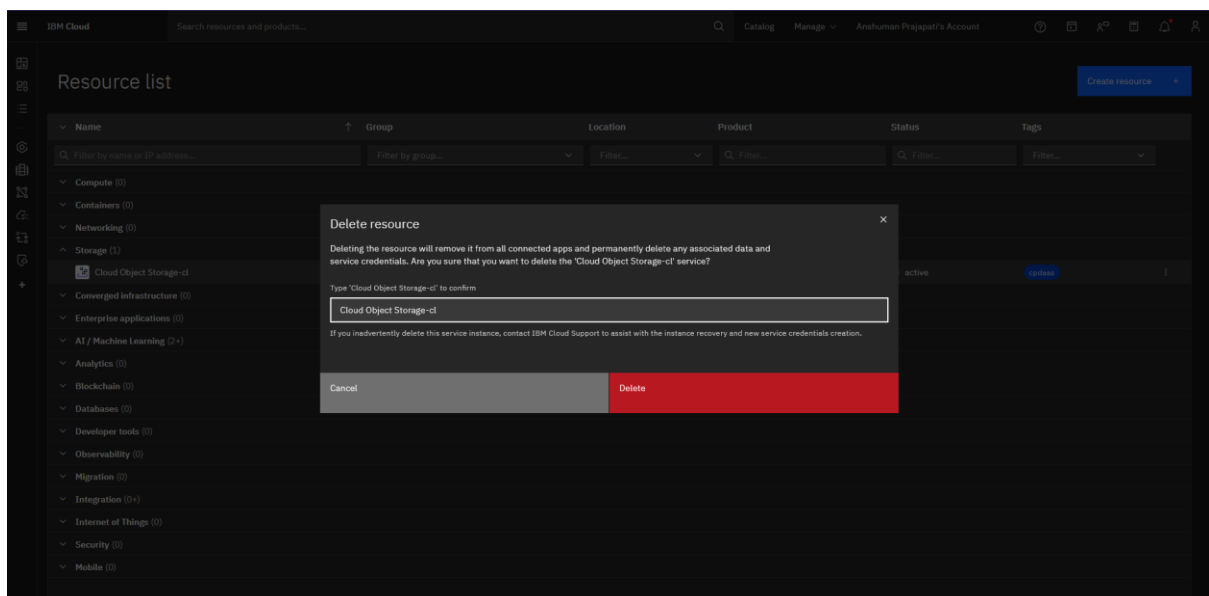 IBM Cloud
Search resources and products...
Catalog
Manage
Anshuman Prajapati's Account
Resource list
Create resource +
Name
Group
Location
Product
Status
Tags
Filter by name or IP address...
Filter by group...
Filter...
Filter...
Filter...
Filter...
Compute (0)
Containers (0)
Networking (0)
Storage (1)
Cloud Object Storage-cl
active
cpdaas
Converged infrastructure (0)
Enterprise applications (0)
AI / Machine Learning (2+)
Analytics (0)
Blockchain (0)
Databases (0)
Developer tools (0)
Observability (0)
Migration (0)
Integration (0+)
Internet of Things (0)
Security (0)
Mobile (0)
Delete resource
Deleting the resource will remove it from all connected apps and permanently delete any associated data and
service credentials. Are you sure that you want to delete the 'Cloud Object Storage-cl' service?
Type 'Cloud Object Storage-cl' to confirm
Cloud Object Storage-cl
If you inadvertently delete this service instance, contact IBM Cloud Support to assist with the instance recovery and new service credentials creation.
Cancel
Delete